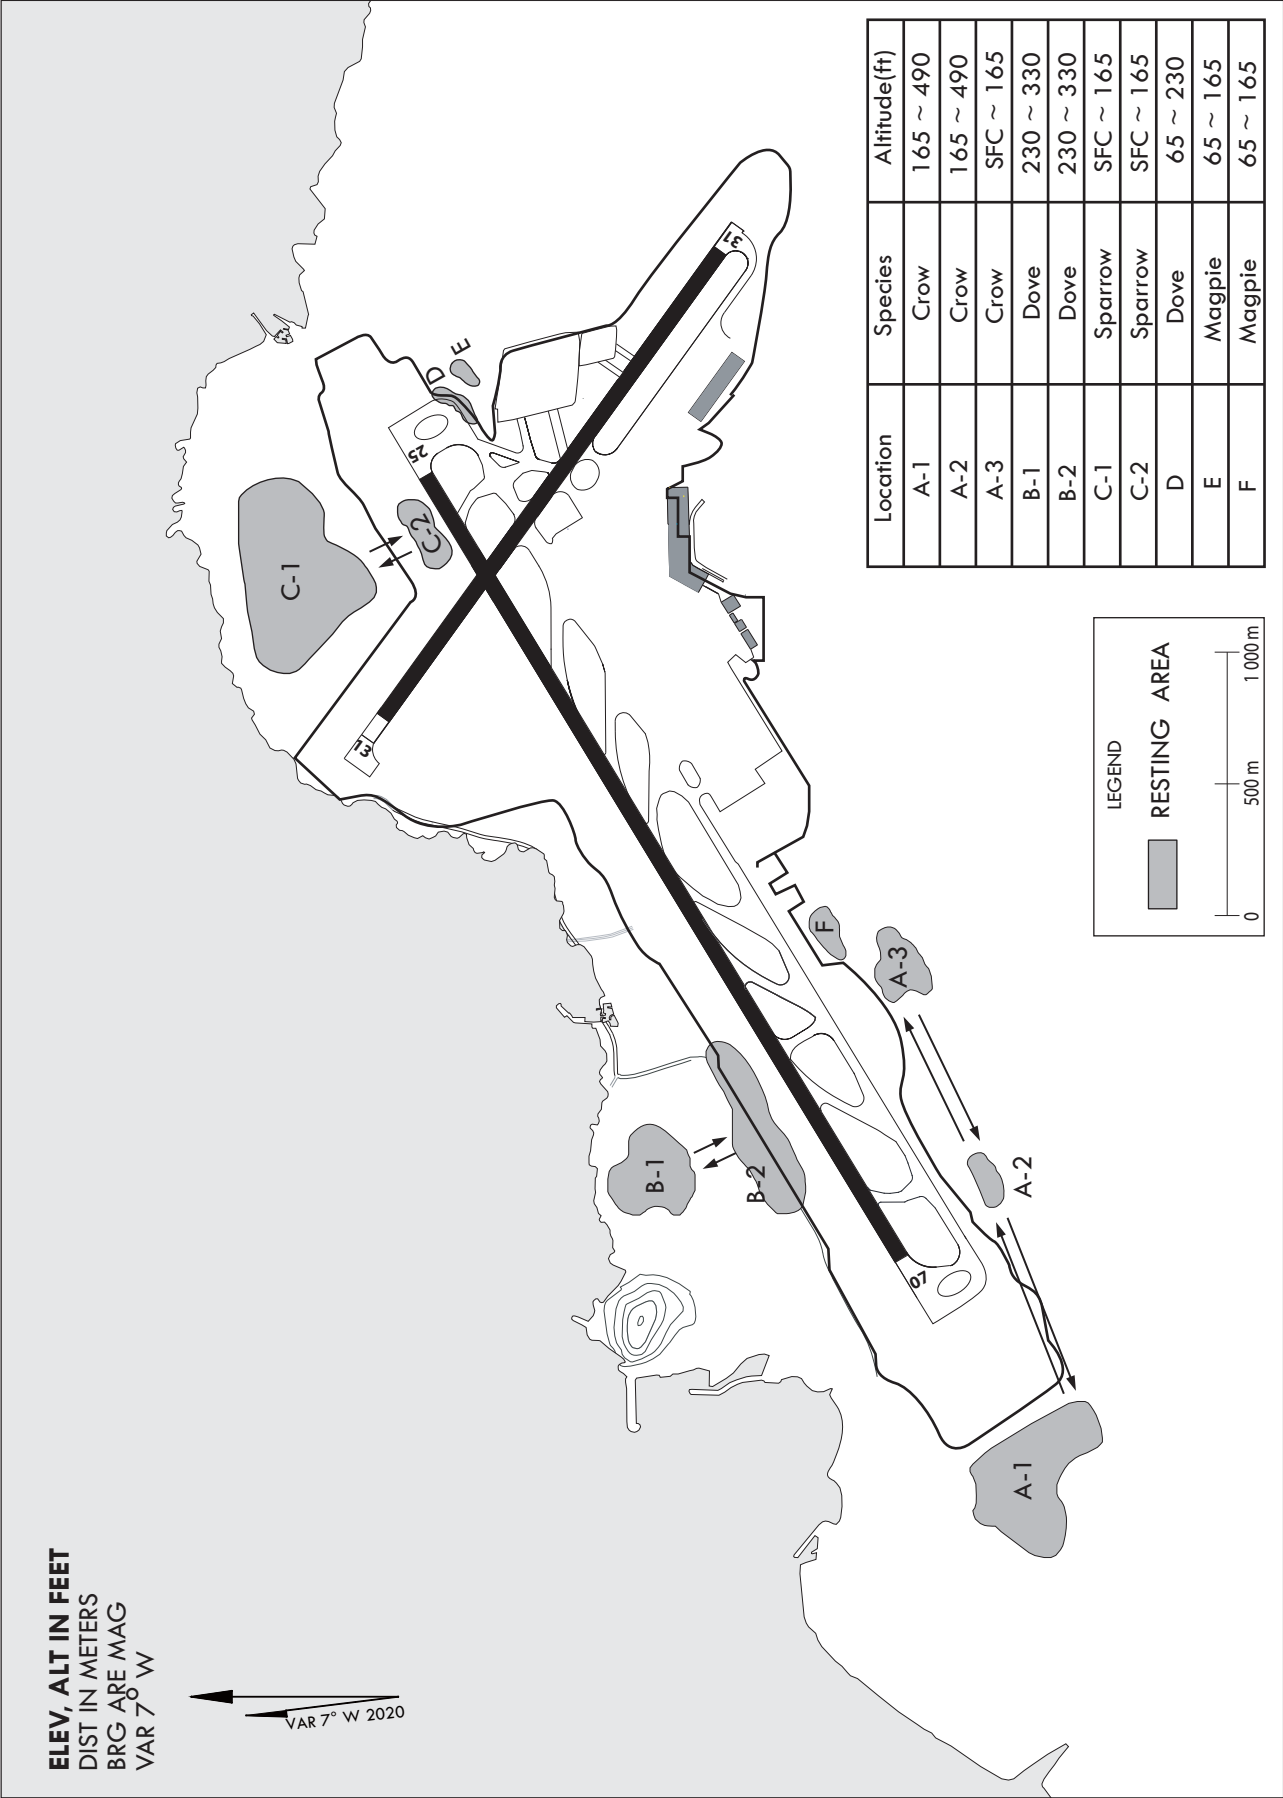 ELEV, ALT IN FEET
DIST IN METERS
BRG ARE MAG
VAR 7° W
VAR 7° W 2020
C-1
C-2
D
E
25
13
31
07
B-1
B-2
F
A-3
A-2
A-1
LEGEND
RESTING AREA
0 500 m 1 000 m
Location Species Altitude(ft)
A-1 Crow 165 ~ 490
A-2 Crow 165 ~ 490
A-3 Crow SFC ~ 165
B-1 Dove 230 ~ 330
B-2 Dove 230 ~ 330
C-1 Sparrow SFC ~ 165
C-2 Sparrow SFC ~ 165
D Dove 65 ~ 230
E Magpie 65 ~ 165
F Magpie 65 ~ 165